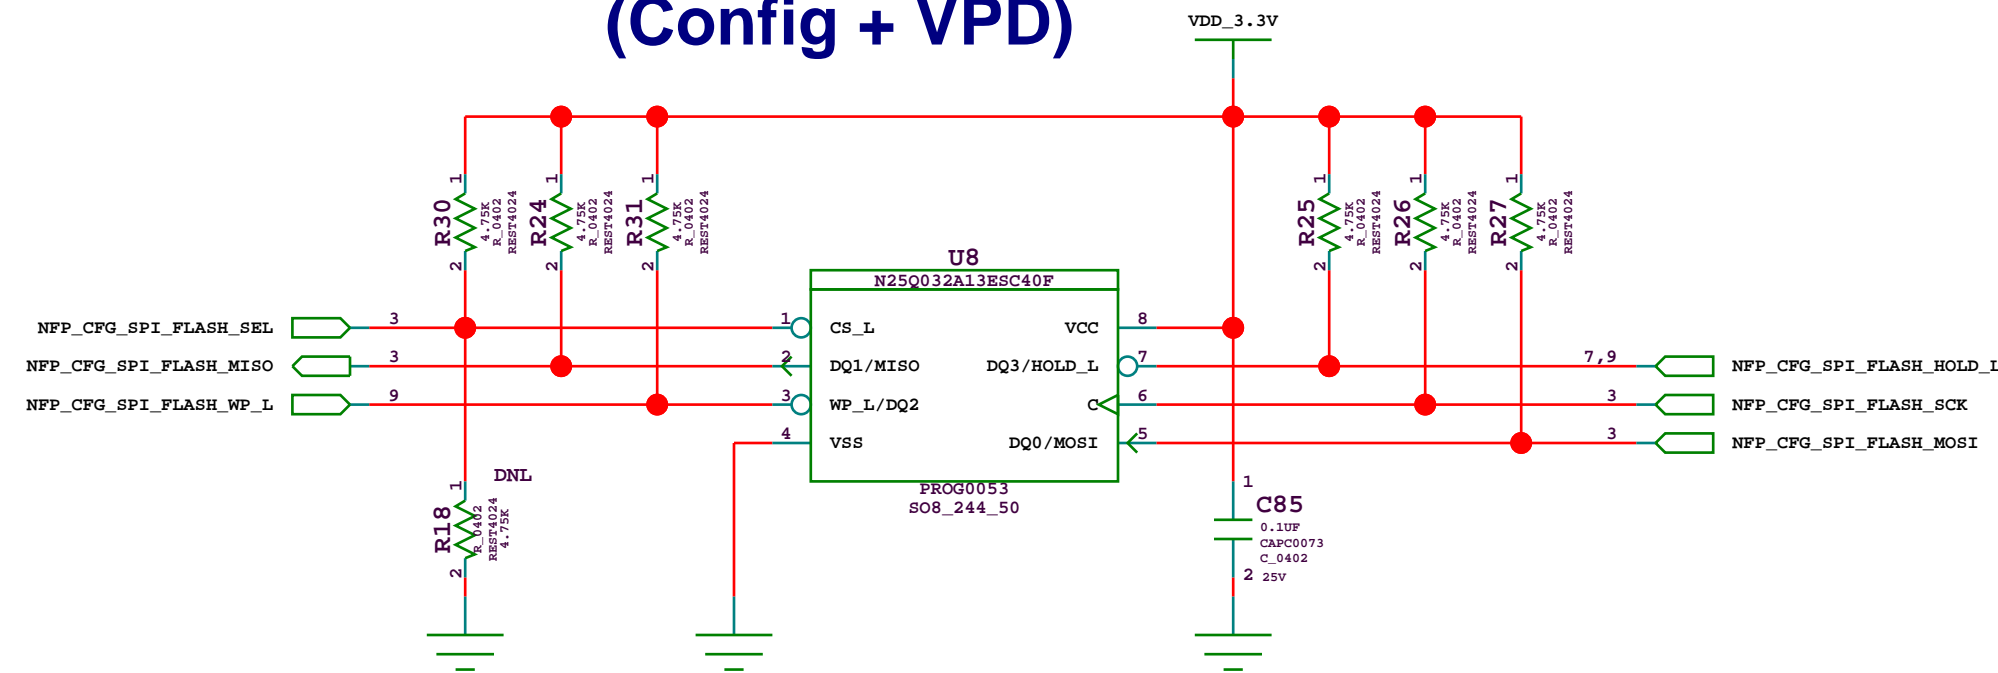 (Config + VPD)
VDD_3.3V
1
R30
4.75K
R_0402
REST4024
2
1
R24
4.75K
R_0402
REST4024
2
1
R31
4.75K
R_0402
REST4024
2
1
R25
4.75K
R_0402
REST4024
2
1
R26
4.75K
R_0402
REST4024
2
1
R27
4.75K
R_0402
REST4024
2
U8
N25Q032A13ESC40F
NFP_CFG_SPI_FLASH_SEL
3
1
CS_L
VCC
8
NFP_CFG_SPI_FLASH_MISO
3
2
DQ1/MISO
DQ3/HOLD_L
7
7,9
NFP_CFG_SPI_FLASH_HOLD_L
NFP_CFG_SPI_FLASH_WP_L
9
3
WP_L/DQ2
C
6
3
NFP_CFG_SPI_FLASH_SCK
4
VSS
DQ0/MOSI
5
3
NFP_CFG_SPI_FLASH_MOSI
PROG0053
SO8_244_50
DNL
1
R18
R_0402
REST4024
4.75K
2
1
C85
0.1UF
CAPC0073
C_0402
2
25V